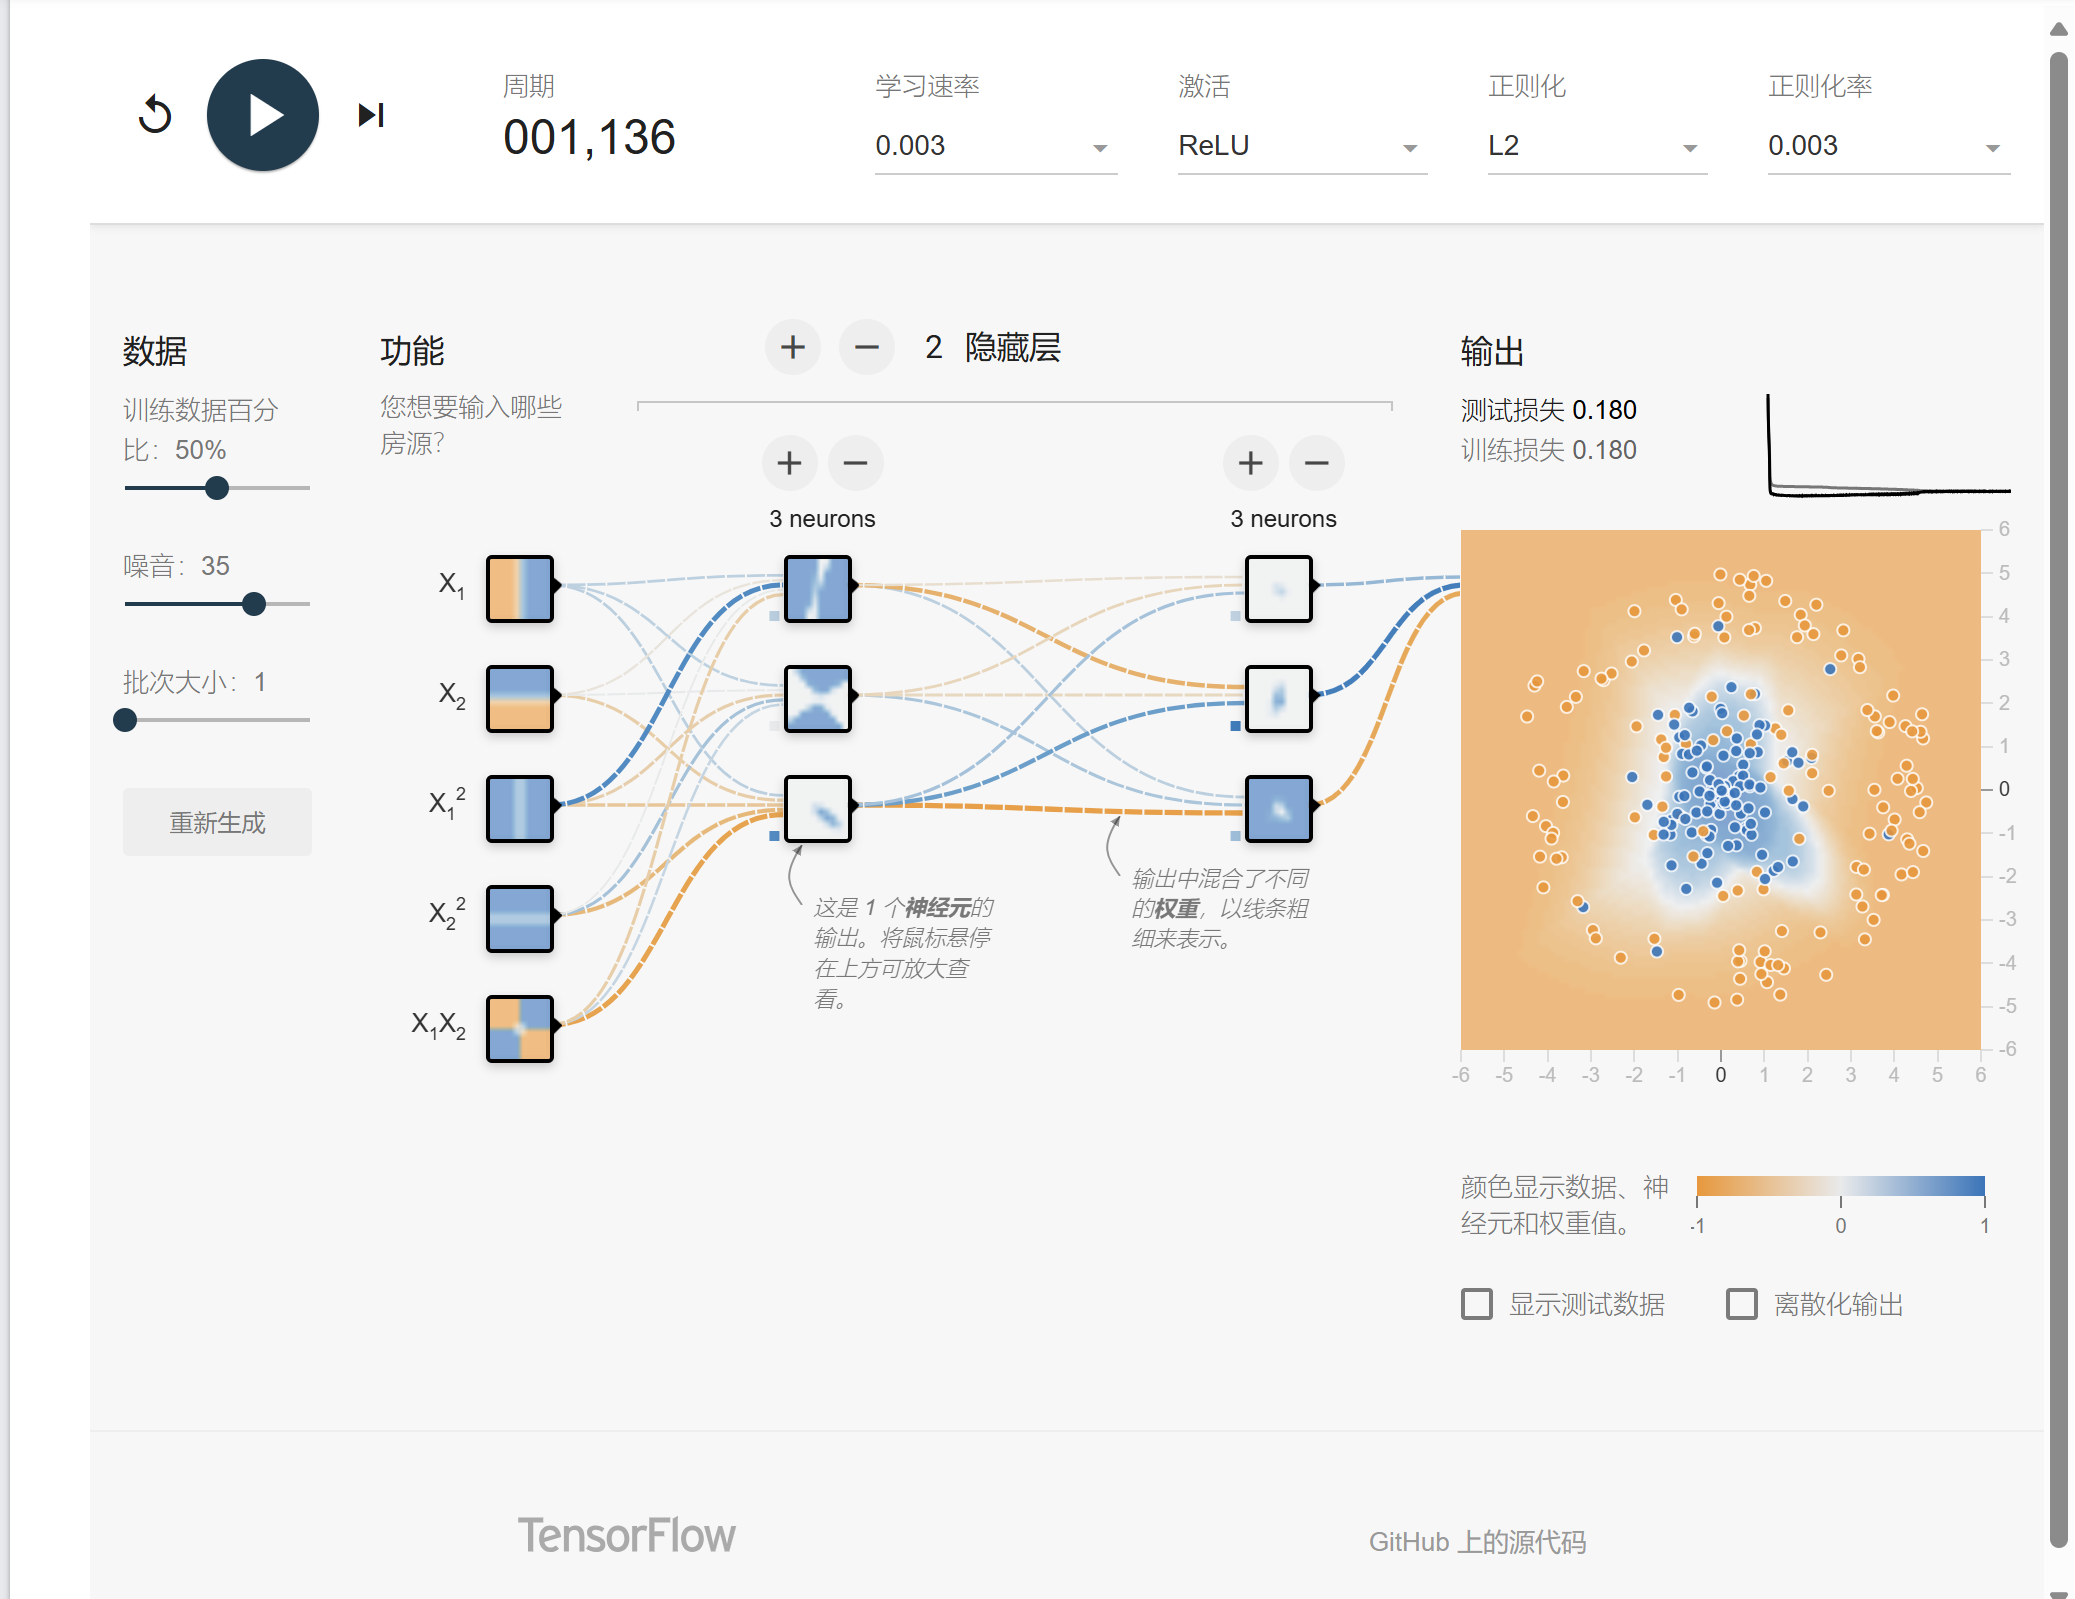 周期
001,136
学习速率
0.003
激活
ReLU
正则化
L2
正则化率
0.003
数据
训练数据百分
比：50%
噪音：35
批次大小：1
重新生成
功能
您想要输入哪些
房源？
X1
X2
X1²
X2²
X1X2
2 隐藏层
3 neurons
3 neurons
这是 1 个神经元的
输出。将鼠标悬停
在上方可放大查
看。
输出中混合了不同
的权重，以线条粗
细来表示。
输出
测试损失 0.180
训练损失 0.180
6
5
4
3
2
1
0
-1
-2
-3
-4
-5
-6
-6 -5 -4 -3 -2 -1 0 1 2 3 4 5 6
颜色显示数据、神
经元和权重值。
-1 0 1
显示测试数据
离散化输出
TensorFlow
GitHub 上的源代码